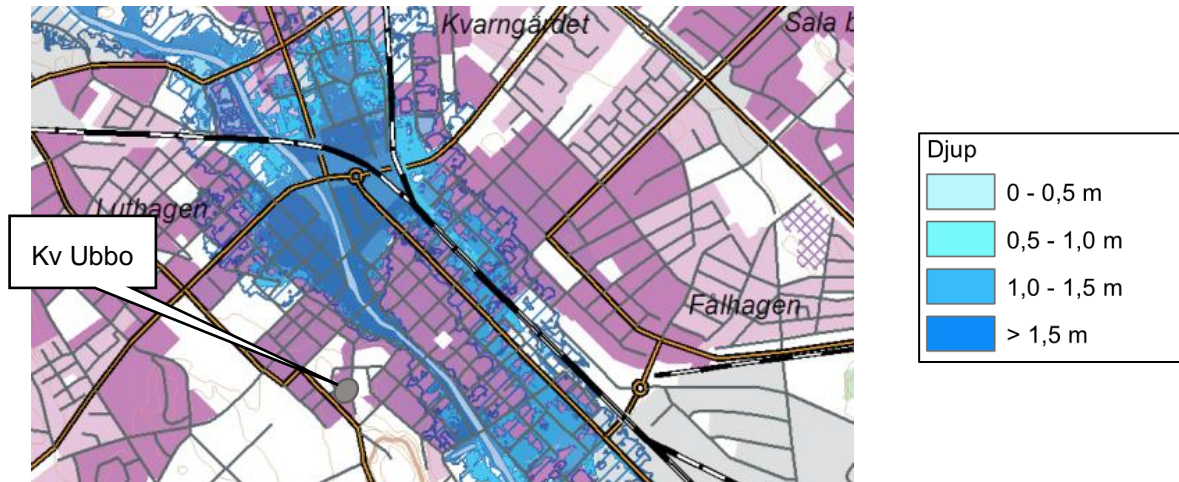 Kvarngärdet
Sala b
Luthagen
Kv Ubbo
Fålhagen
Djup
0 - 0,5 m
0,5 - 1,0 m
1,0 - 1,5 m
> 1,5 m